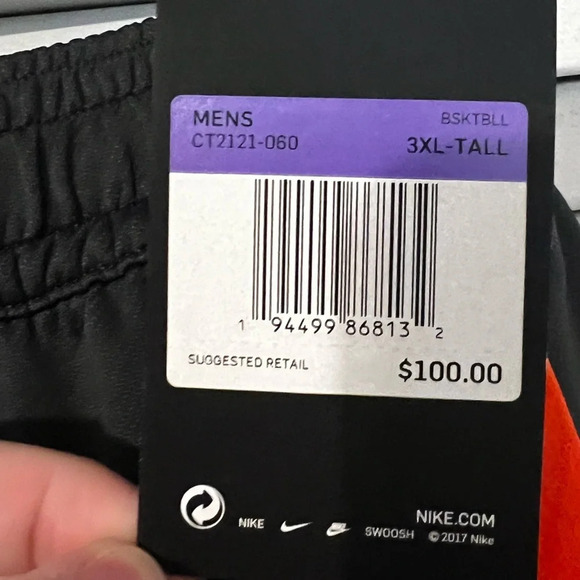 MENS BSKTBLL
CT2121-060 3XL-TALL
1 94499 86813 2
SUGGESTED RETAIL $100.00
NIKE.COM
NIKE SWOOSH © 2017 Nike